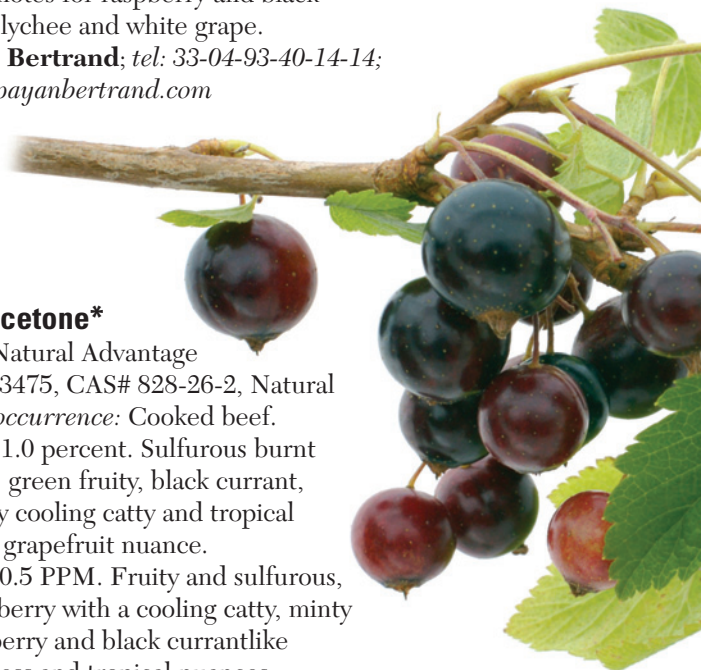 notes for raspberry and black
lychee and white grape.
Bertrand; tel: 33-04-93-40-14-14;
payanbertrand.com
cetone*
Natural Advantage
3475, CAS# 828-26-2, Natural
occurrence: Cooked beef.
1.0 percent. Sulfurous burnt
green fruity, black currant,
cooling catty and tropical
grapefruit nuance.
0.5 PPM. Fruity and sulfurous,
berry with a cooling catty, minty
berry and black currantlike
and tropical nuances